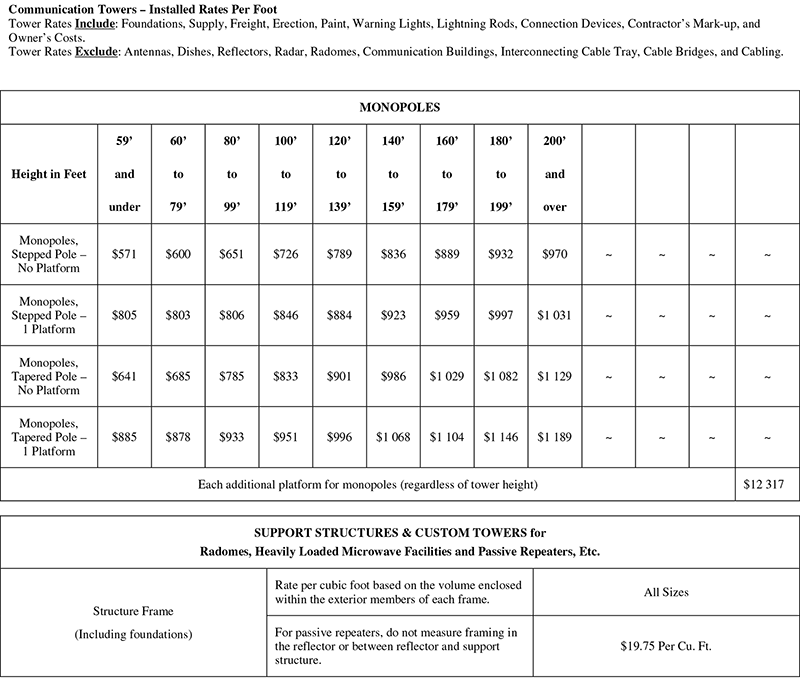 Communication Towers – Installed Rates Per Foot
Tower Rates Include: Foundations, Supply, Freight, Erection, Paint, Warning Lights, Lightning Rods, Connection Devices, Contractor’s Mark-up, and
Owner’s Costs.
Tower Rates Exclude: Antennas, Dishes, Reflectors, Radar, Radomes, Communication Buildings, Interconnecting Cable Tray, Cable Bridges, and Cabling.
MONOPOLES
59’ 60’ 80’ 100’ 120’ 140’ 160’ 180’ 200’
Height in Feet and to to to to to to to and
under 79’ 99’ 119’ 139’ 159’ 179’ 199’ over
Monopoles,
Stepped Pole – $571 $600 $651 $726 $789 $836 $889 $932 $970 ~ ~ ~ ~
No Platform
Monopoles,
Stepped Pole – $805 $803 $806 $846 $884 $923 $959 $997 $1 031 ~ ~ ~ ~
1 Platform
Monopoles,
Tapered Pole – $641 $685 $785 $833 $901 $986 $1 029 $1 082 $1 129 ~ ~ ~ ~
No Platform
Monopoles,
Tapered Pole – $885 $878 $933 $951 $996 $1 068 $1 104 $1 146 $1 189 ~ ~ ~ ~
1 Platform
Each additional platform for monopoles (regardless of tower height) $12 317
SUPPORT STRUCTURES & CUSTOM TOWERS for
Radomes, Heavily Loaded Microwave Facilities and Passive Repeaters, Etc.
Structure Frame
(Including foundations)
Rate per cubic foot based on the volume enclosed
within the exterior members of each frame.
All Sizes
For passive repeaters, do not measure framing in
the reflector or between reflector and support
structure.
$19.75 Per Cu. Ft.